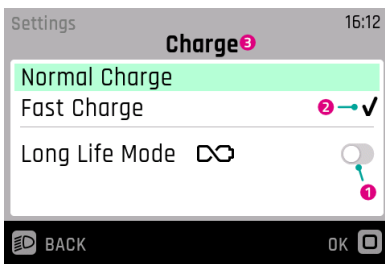 Settings 16:12
Charge 3
Normal Charge
Fast Charge 2
Long Life Mode
1
BACK OK